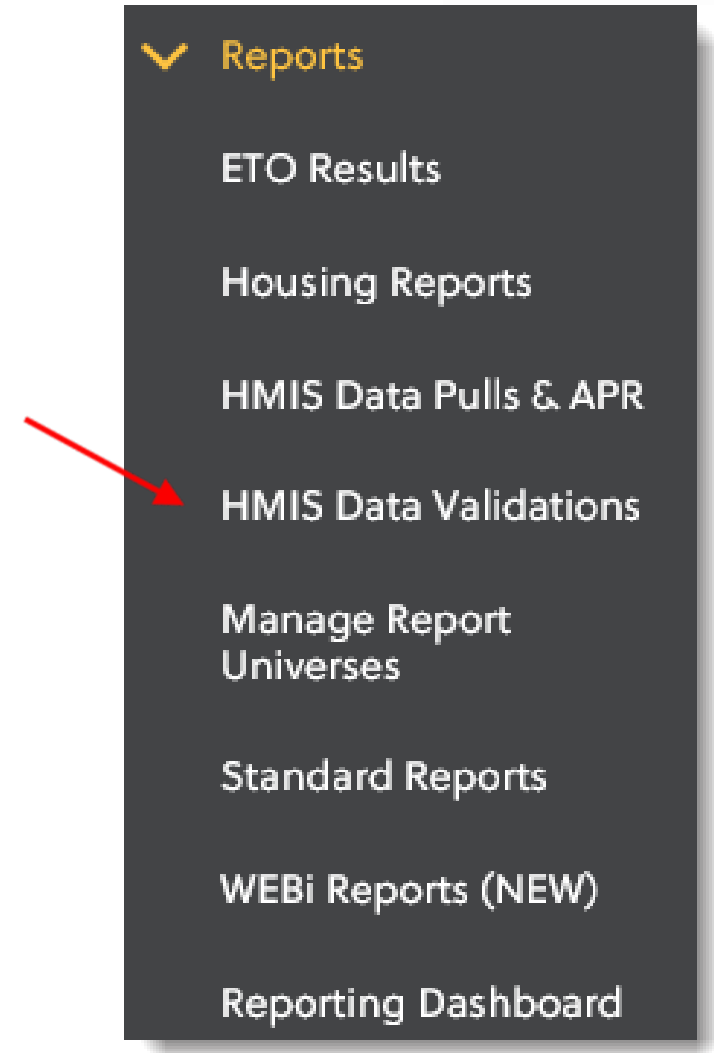 Reports
ETO Results
Housing Reports
HMIS Data Pulls & APR
HMIS Data Validations
Manage Report
Universes
Standard Reports
WEBi Reports (NEW)
Reporting Dashboard